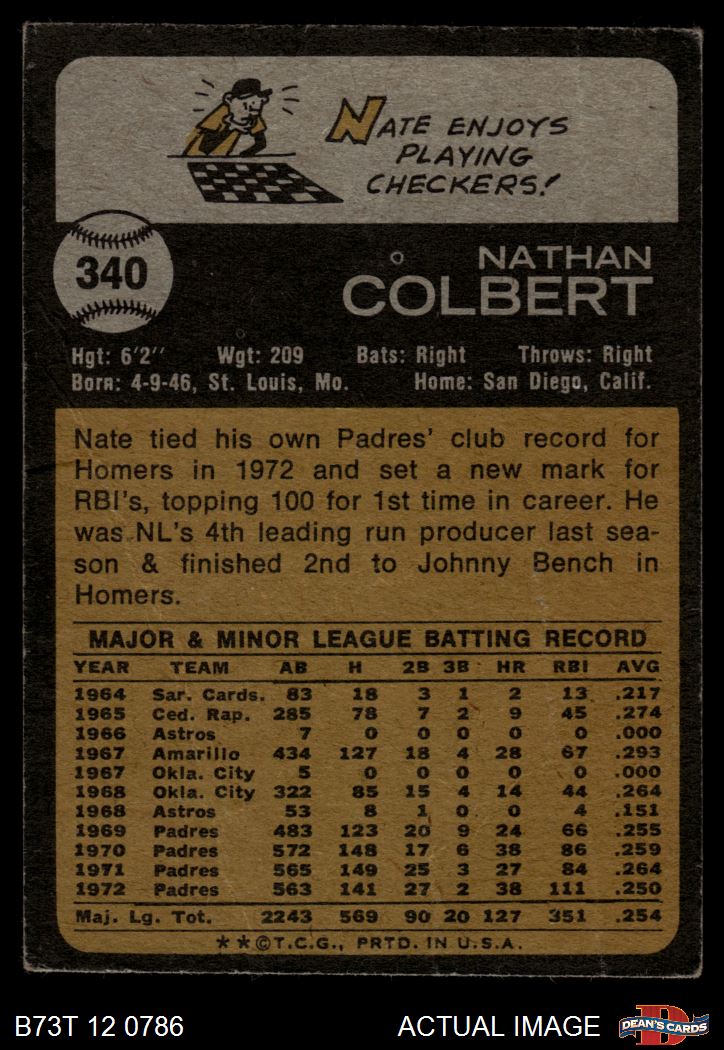 NATE ENJOYS
PLAYING
CHECKERS!
340
NATHAN
COLBERT
Hgt: 6'2" Wgt: 209 Bats: Right Throws: Right
Born: 4-9-46, St. Louis, Mo. Home: San Diego, Calif.
Nate tied his own Padres' club record for
Homers in 1972 and set a new mark for
RBI's, topping 100 for 1st time in career. He
was NL's 4th leading run producer last sea-
son & finished 2nd to Johnny Bench in
Homers.
MAJOR & MINOR LEAGUE BATTING RECORD
YEAR TEAM AB H 2B 3B HR RBI AVG
1964 Sar. Cards. 83 18 3 1 2 13 .217
1965 Ced. Rap. 285 78 7 2 9 45 .274
1966 Astros 7 0 0 0 0 0 .000
1967 Amarillo 434 127 18 4 28 67 .293
1967 Okla. City 5 0 0 0 0 0 .000
1968 Okla. City 322 85 15 4 14 44 .264
1968 Astros 53 8 1 0 0 4 .151
1969 Padres 483 123 20 9 24 66 .255
1970 Padres 572 148 17 6 38 86 .259
1971 Padres 565 149 25 3 27 84 .264
1972 Padres 563 141 27 2 38 111 .250
Maj. Lg. Tot. 2243 569 90 20 127 351 .254
**©T.C.G., PRTD. IN U.S.A.
B73T 12 0786 ACTUAL IMAGE
D
DEAN'S CARDS